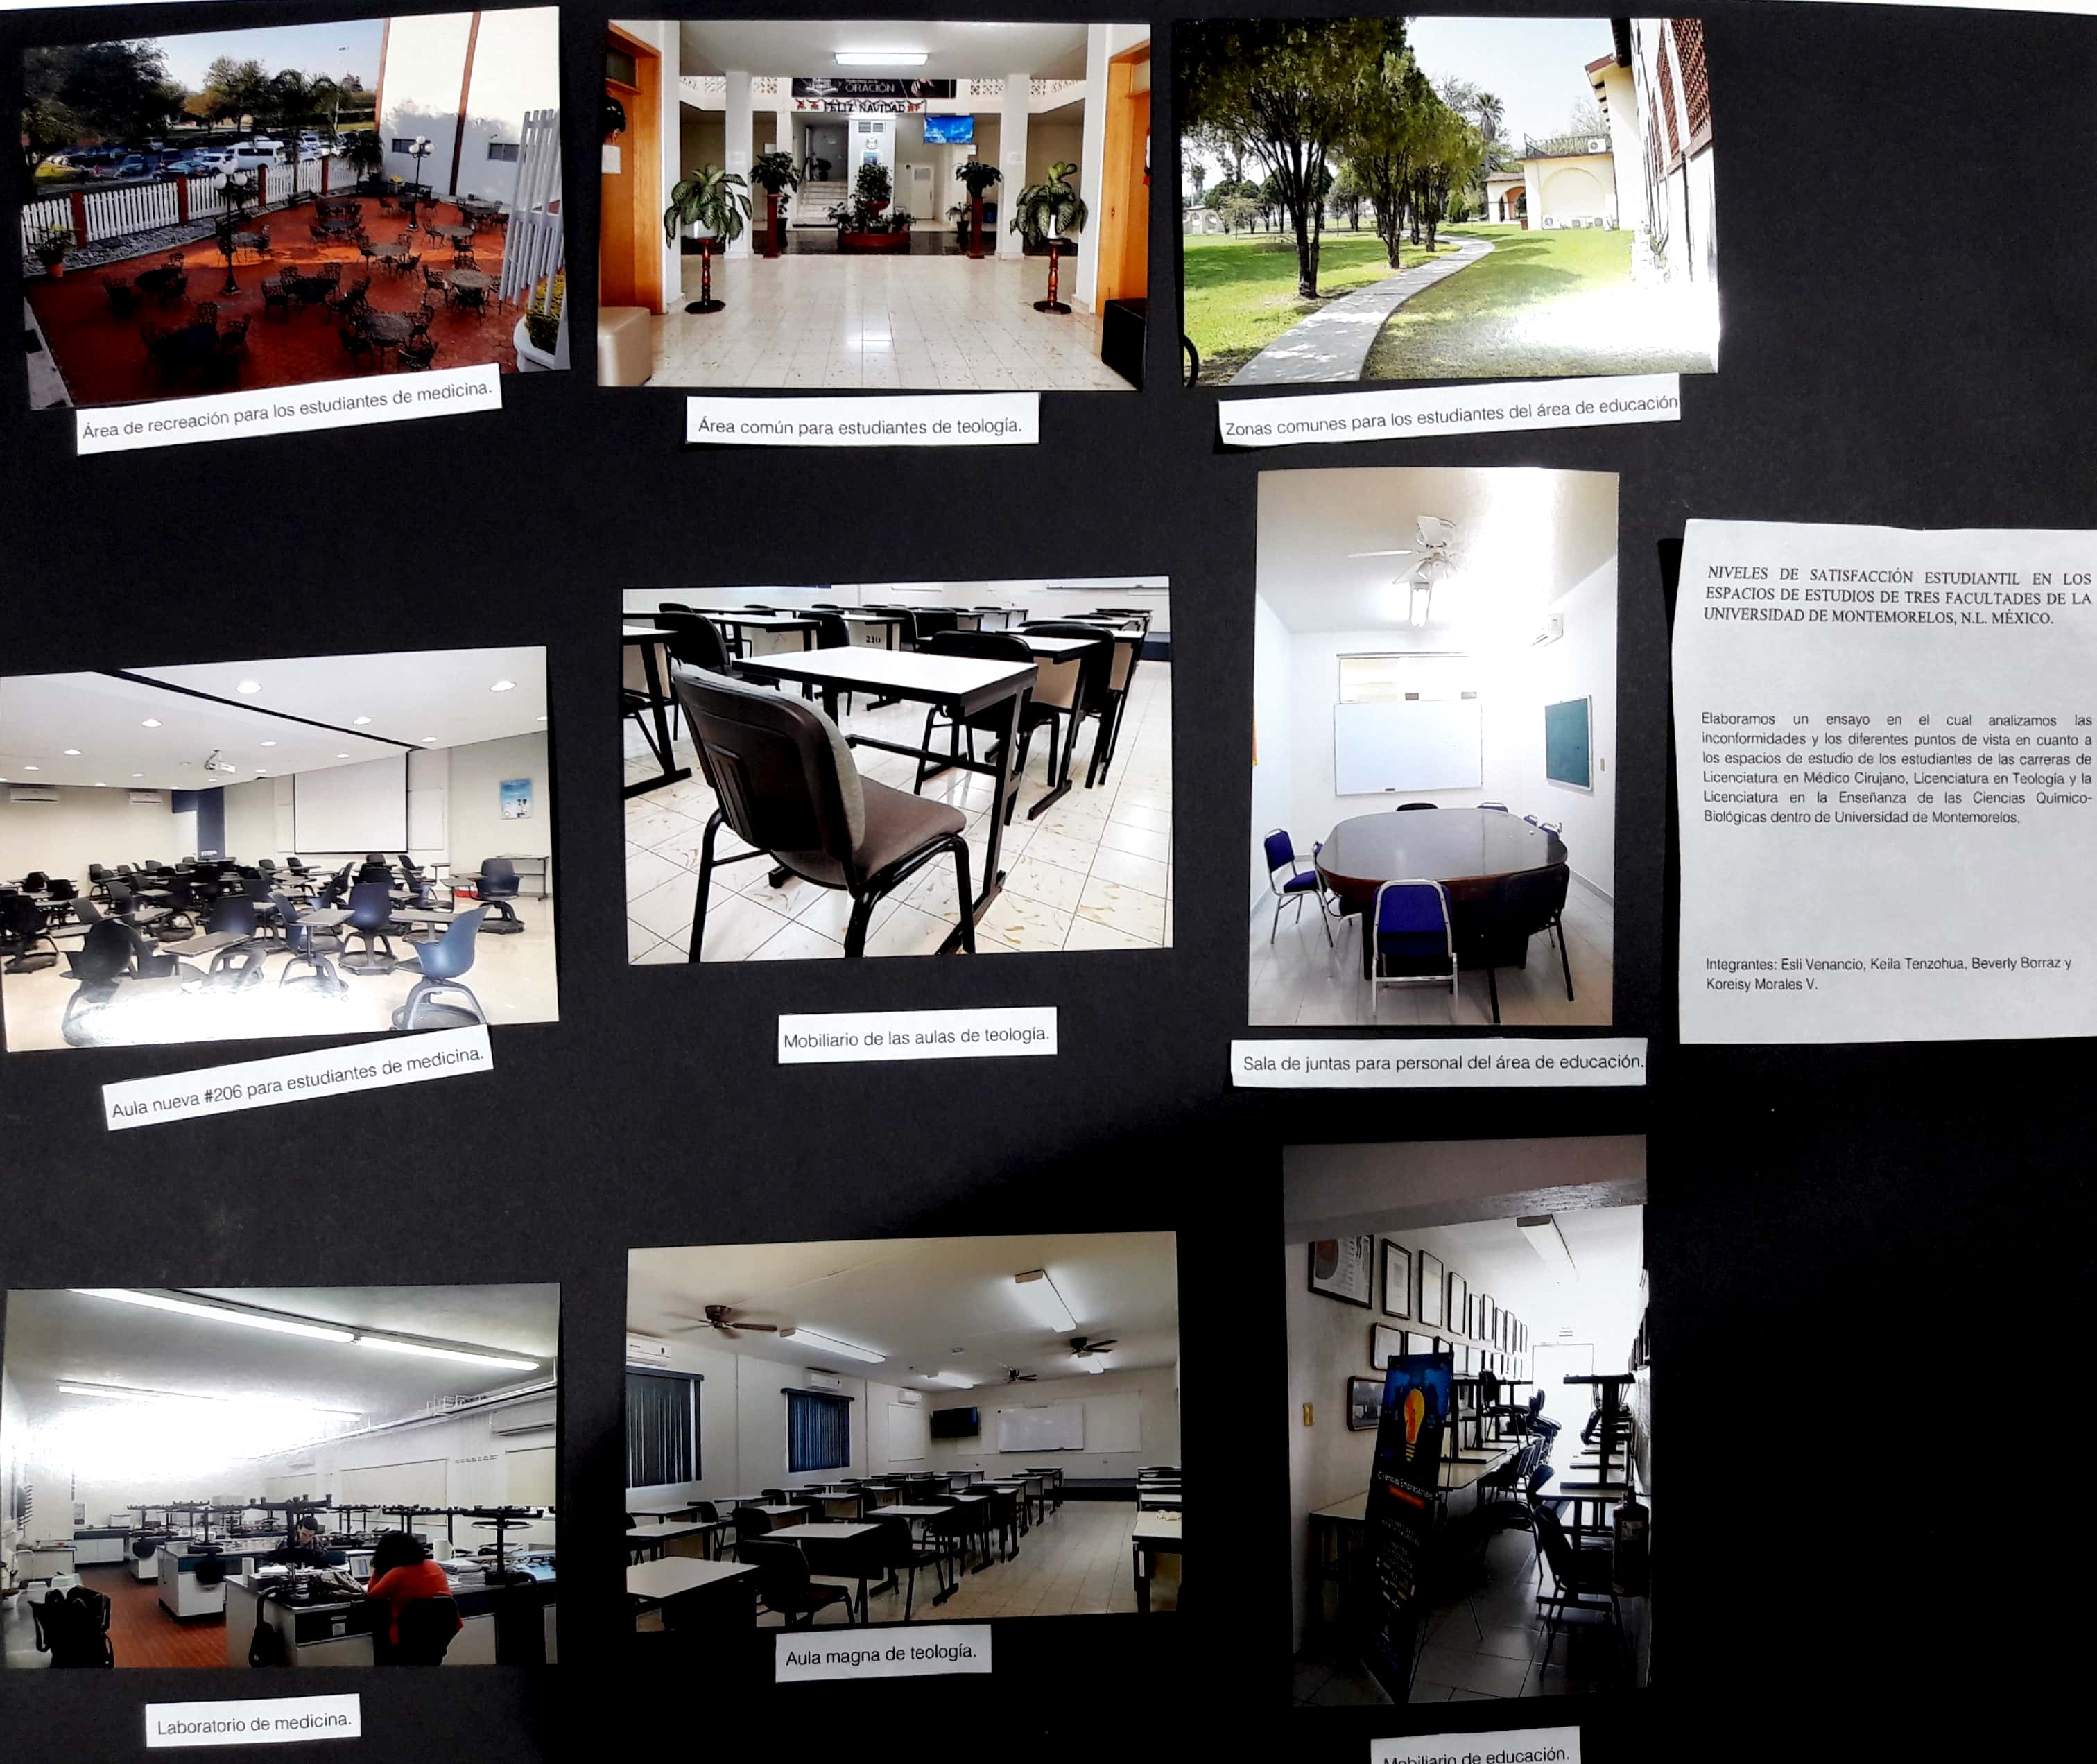 ORACIÓN
FELIZ NAVIDAD
Área de recreación para los estudiantes de medicina.
Área común para estudiantes de teología.
Zonas comunes para los estudiantes del área de educación
210
Aula nueva #206 para estudiantes de medicina.
Mobiliario de las aulas de teología.
Sala de juntas para personal del área de educación.
NIVELES DE SATISFACCIÓN ESTUDIANTIL EN LOS
ESPACIOS DE ESTUDIOS DE TRES FACULTADES DE LA
UNIVERSIDAD DE MONTEMORELOS, N.L. MÉXICO.
Elaboramos un ensayo en el cual analizamos las
inconformidades y los diferentes puntos de vista en cuanto a
los espacios de estudio de los estudiantes de las carreras de
Licenciatura en Médico Cirujano, Licenciatura en Teología y la
Licenciatura en la Enseñanza de las Ciencias Químico-
Biológicas dentro de Universidad de Montemorelos,
Integrantes: Esli Venancio, Keila Tenzohua, Beverly Borraz y
Koreisy Morales V.
Laboratorio de medicina.
Aula magna de teología.
Mobiliario de educación.